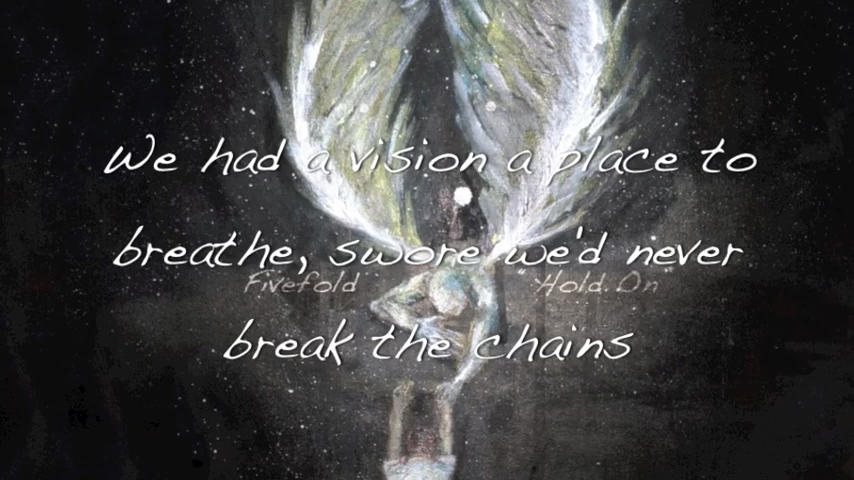 We had a vision a place to
breathe, swore we'd never
Fivefold Hold On
break the chains